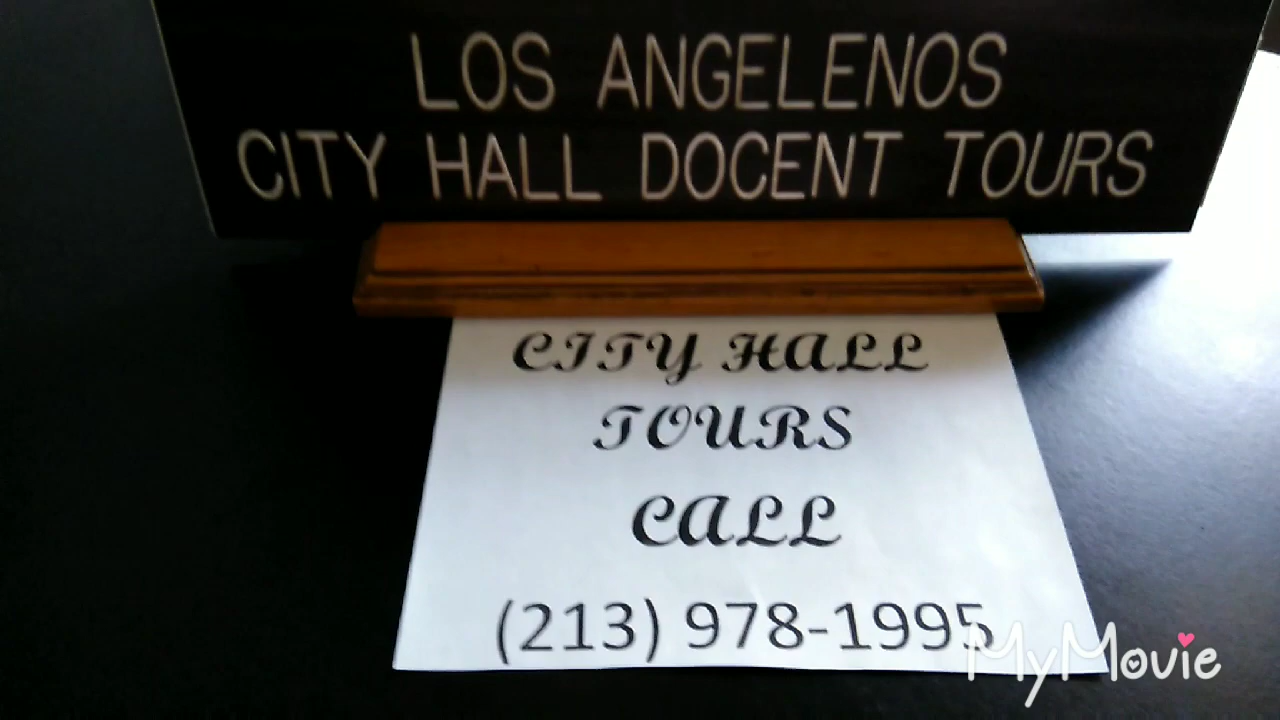 LOS ANGELENOS
CITY HALL DOCENT TOURS
CITY HALL
TOURS
CALL
(213) 978-1995
MyMovie